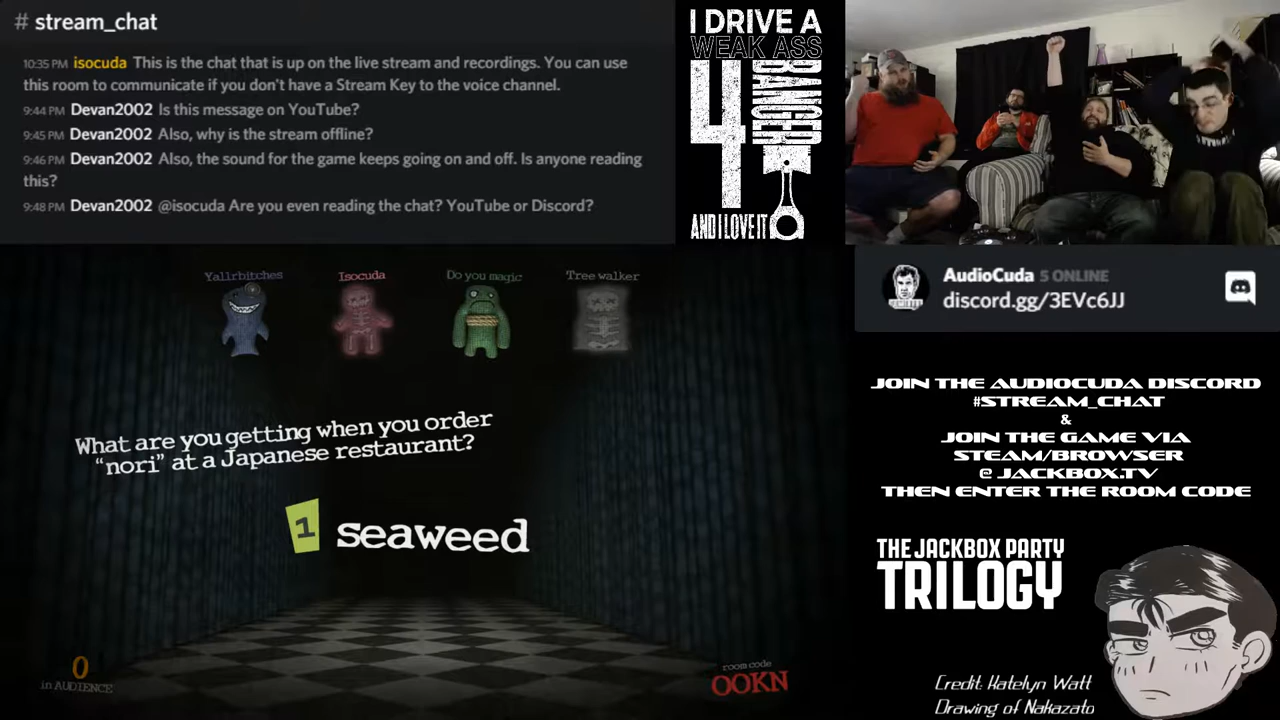 # stream_chat
10:35 PM isocuda This is the chat that is up on the live stream and recordings. You can use
this room to communicate if you don't have a Stream Key to the voice channel.
9:44 PM Devan2002 Is this message on YouTube?
9:45 PM Devan2002 Also, why is the stream offline?
9:46 PM Devan2002 Also, the sound for the game keeps going on and off. Is anyone reading
this?
9:48 PM Devan2002 @isocuda Are you even reading the chat? YouTube or Discord?
I DRIVE A
WEAK ASS
4 BANGER
AND I LOVE IT
AudioCuda 5 ONLINE
discord.gg/3EVc6JJ
Yallrbitches
Isocuda
Do you magic
Tree walker
What are you getting when you order
“nori” at a Japanese restaurant?
1 seaweed
0
in AUDIENCE
room code
OOKN
JOIN THE AUDIOCUDA DISCORD
#STREAM_CHAT
&
JOIN THE GAME VIA
STEAM/BROWSER
@ JACKBOX.TV
THEN ENTER THE ROOM CODE
THE JACKBOX PARTY
TRILOGY
Credit: Katelyn Watt
Drawing of Nakazato